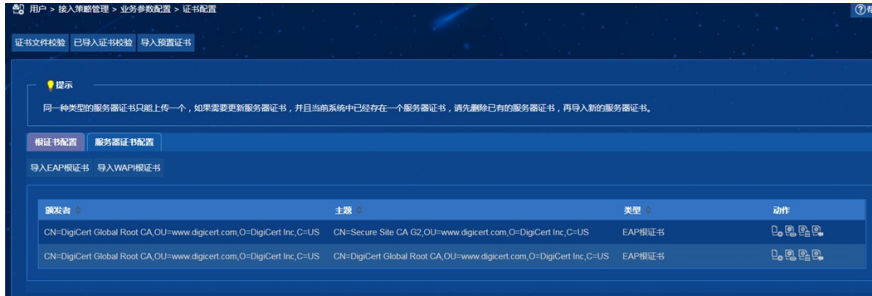 用户 > 接入策略管理 > 业务参数配置 > 证书配置
证书文件校验 已导入证书校验 导入预置证书
提示
同一种类型的服务器证书只能上传一个，如果需要更新服务器证书，并且当前系统中已经存在一个服务器证书，请先删除已有的服务器证书，再导入新的服务器证书。
根证书配置 服务器证书配置
导入EAP根证书 导入WAPI根证书
颁发者 主题 类型 动作
CN=DigiCert Global Root CA,OU=www.digicert.com,O=DigiCert Inc,C=US CN=Secure Site CA G2,OU=www.digicert.com,O=DigiCert Inc,C=US EAP根证书
CN=DigiCert Global Root CA,OU=www.digicert.com,O=DigiCert Inc,C=US CN=DigiCert Global Root CA,OU=www.digicert.com,O=DigiCert Inc,C=US EAP根证书